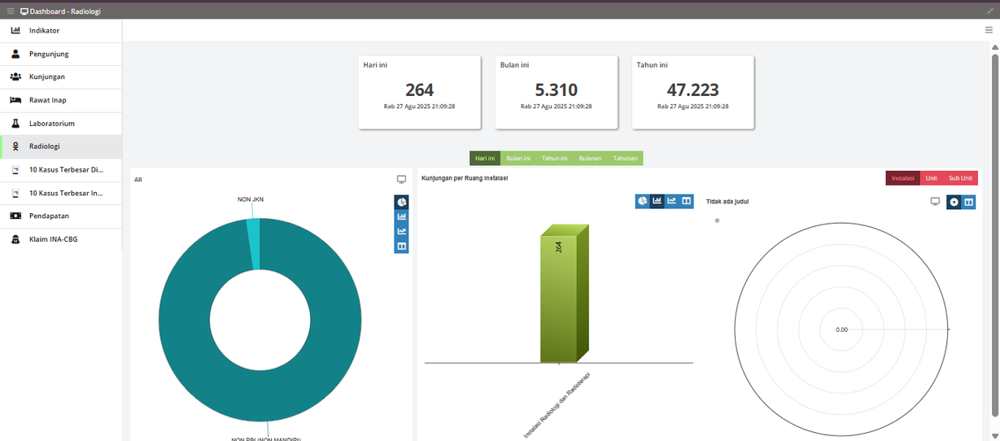 Dashboard - Radiologi
Indikator
Pengunjung
Kunjungan
Rawat Inap
Laboratorium
Radiologi
10 Kasus Terbesar Di...
10 Kasus Terbesar In...
Pendapatan
Klaim INA-CBG
Hari ini
264
Rab 27 Agu 2025 21:09:28
Bulan ini
5.310
Rab 27 Agu 2025 21:09:28
Tahun ini
47.223
Rab 27 Agu 2025 21:09:28
Hari ini Bulan ini Tahun ini Bulanan Tahunan
All
NON JKN
NON PBI (NON MANDIRI)
Kunjungan per Ruang Instalasi
Instalasi Unit Sub Unit
264
Instalasi Radiologi dan Radioterapi
Tidak ada judul
0.00